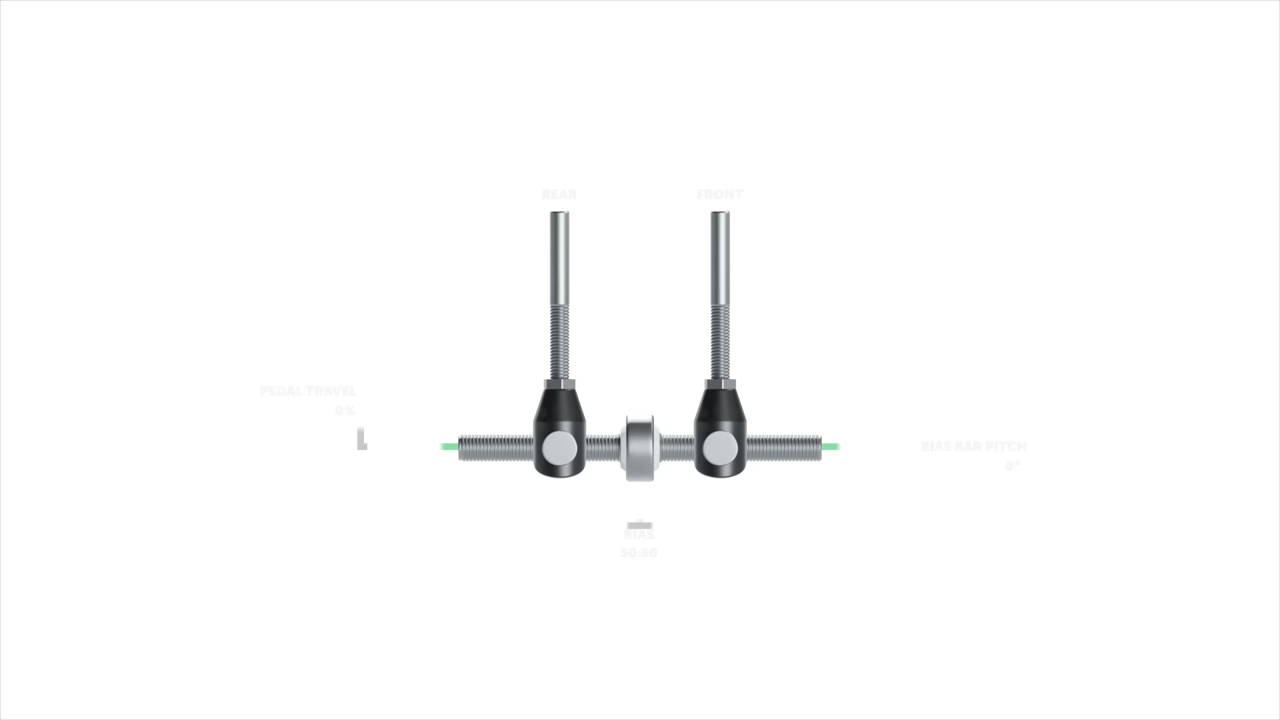 REAR
FRONT
PEDAL TRAVEL
0%
BIAS BAR PITCH
0°
BIAS
50:50